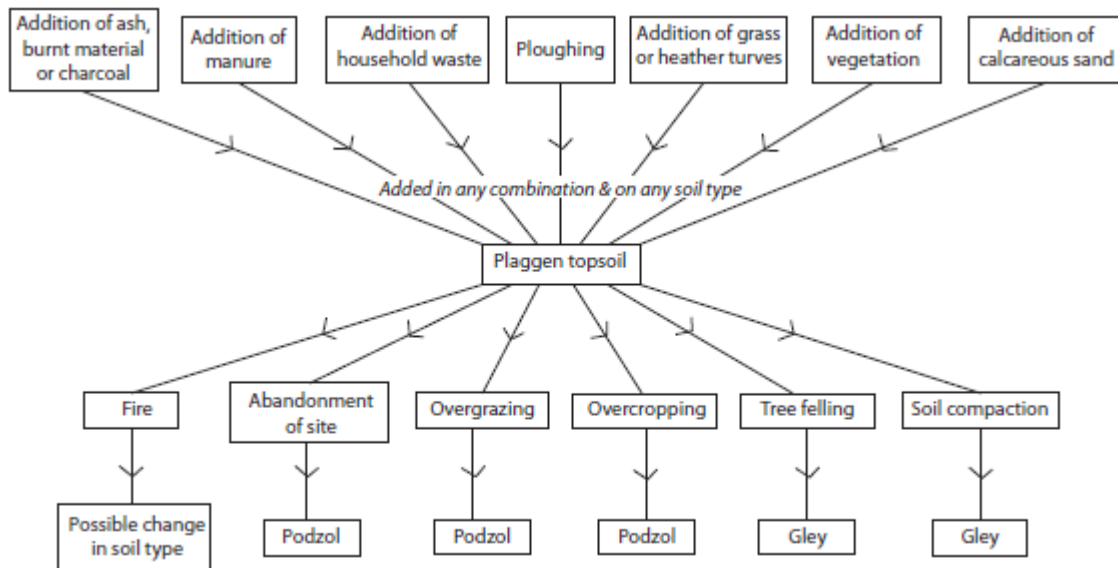 Addition of ash,
burnt material
or charcoal
Addition of
manure
Addition of
household waste
Ploughing
Addition of grass
or heather turves
Addition of
vegetation
Addition of
calcareous sand
Added in any combination & on any soil type
Plaggen topsoil
Fire
Abandonment
of site
Overgrazing
Overcropping
Tree felling
Soil compaction
Possible change
in soil type
Podzol
Podzol
Podzol
Gley
Gley